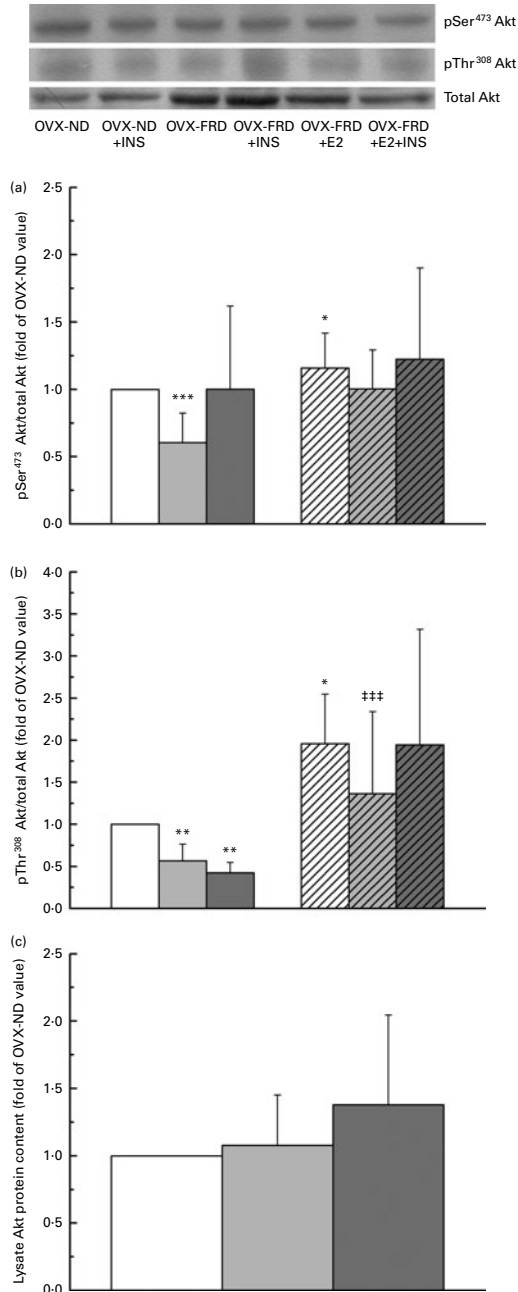 pSer⁴⁷³ Akt
pThr³⁰⁸ Akt
Total Akt
OVX-ND OVX-ND OVX-FRD OVX-FRD OVX-FRD OVX-FRD
+INS +INS +E2 +E2+INS
(a)
pSer⁴⁷³ Akt/total Akt (fold of OVX-ND value)
2·5
2·0
1·5
1·0
0·5
0·0
***
*
(b)
pThr³⁰⁸ Akt/total Akt (fold of OVX-ND value)
4·0
3·5
3·0
2·5
2·0
1·5
1·0
0·5
0·0
**
**
*
‡‡‡
(c)
Lysate Akt protein content (fold of OVX-ND value)
2·5
2·0
1·5
1·0
0·5
0·0